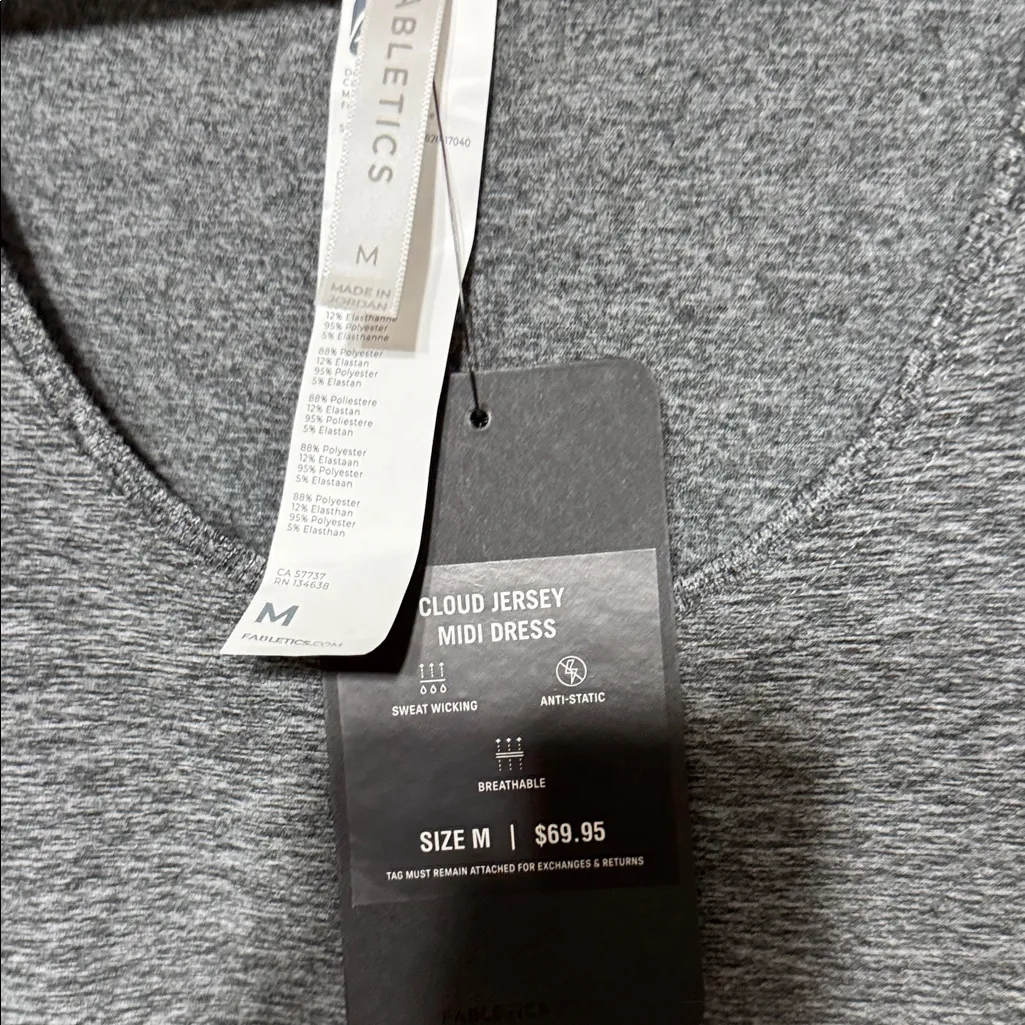 ABLETICS
M
MADE IN
JORDAN
17040
12% Elasthanne
95% Polyester
5% Elasthanne
88% Polyester
12% Elastan
95% Polyester
5% Elastan
88% Poliestere
12% Elastan
95% Poliestere
5% Elastan
88% Polyester
12% Elastaan
95% Polyester
5% Elastaan
88% Polyester
12% Elasthan
95% Polyester
5% Elasthan
CA 57737
RN 134638
M
FABLETICS.COM
CLOUD JERSEY
MIDI DRESS
SWEAT WICKING
ANTI-STATIC
BREATHABLE
SIZE M | $69.95
TAG MUST REMAIN ATTACHED FOR EXCHANGES & RETURNS